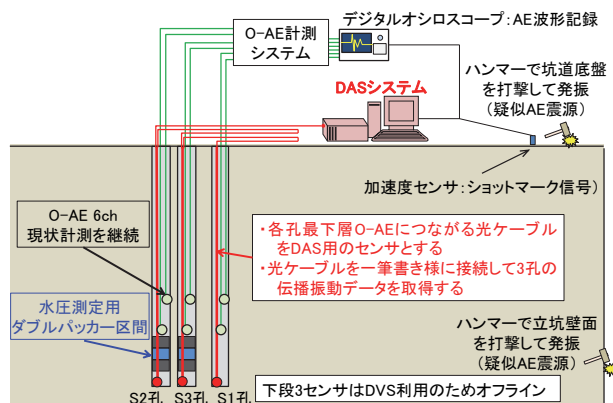 O-AE計測
システム
デジタルオシロスコープ：AE波形記録
DASシステム
ハンマーで坑道底盤
を打撃して発振
（疑似AE震源）
加速度センサ：ショットマーク信号）
O-AE 6ch
現状計測を継続
・各孔最下層O-AEにつながる光ケーブル
をDAS用のセンサとする
・光ケーブルを一筆書き様に接続して3孔の
伝播振動データを取得する
水圧測定用
ダブルパッカー区間
ハンマーで立坑壁面
を打撃して発振
（疑似AE震源）
S2孔 S3孔 S1孔
下段3センサはDVS利用のためオフライン